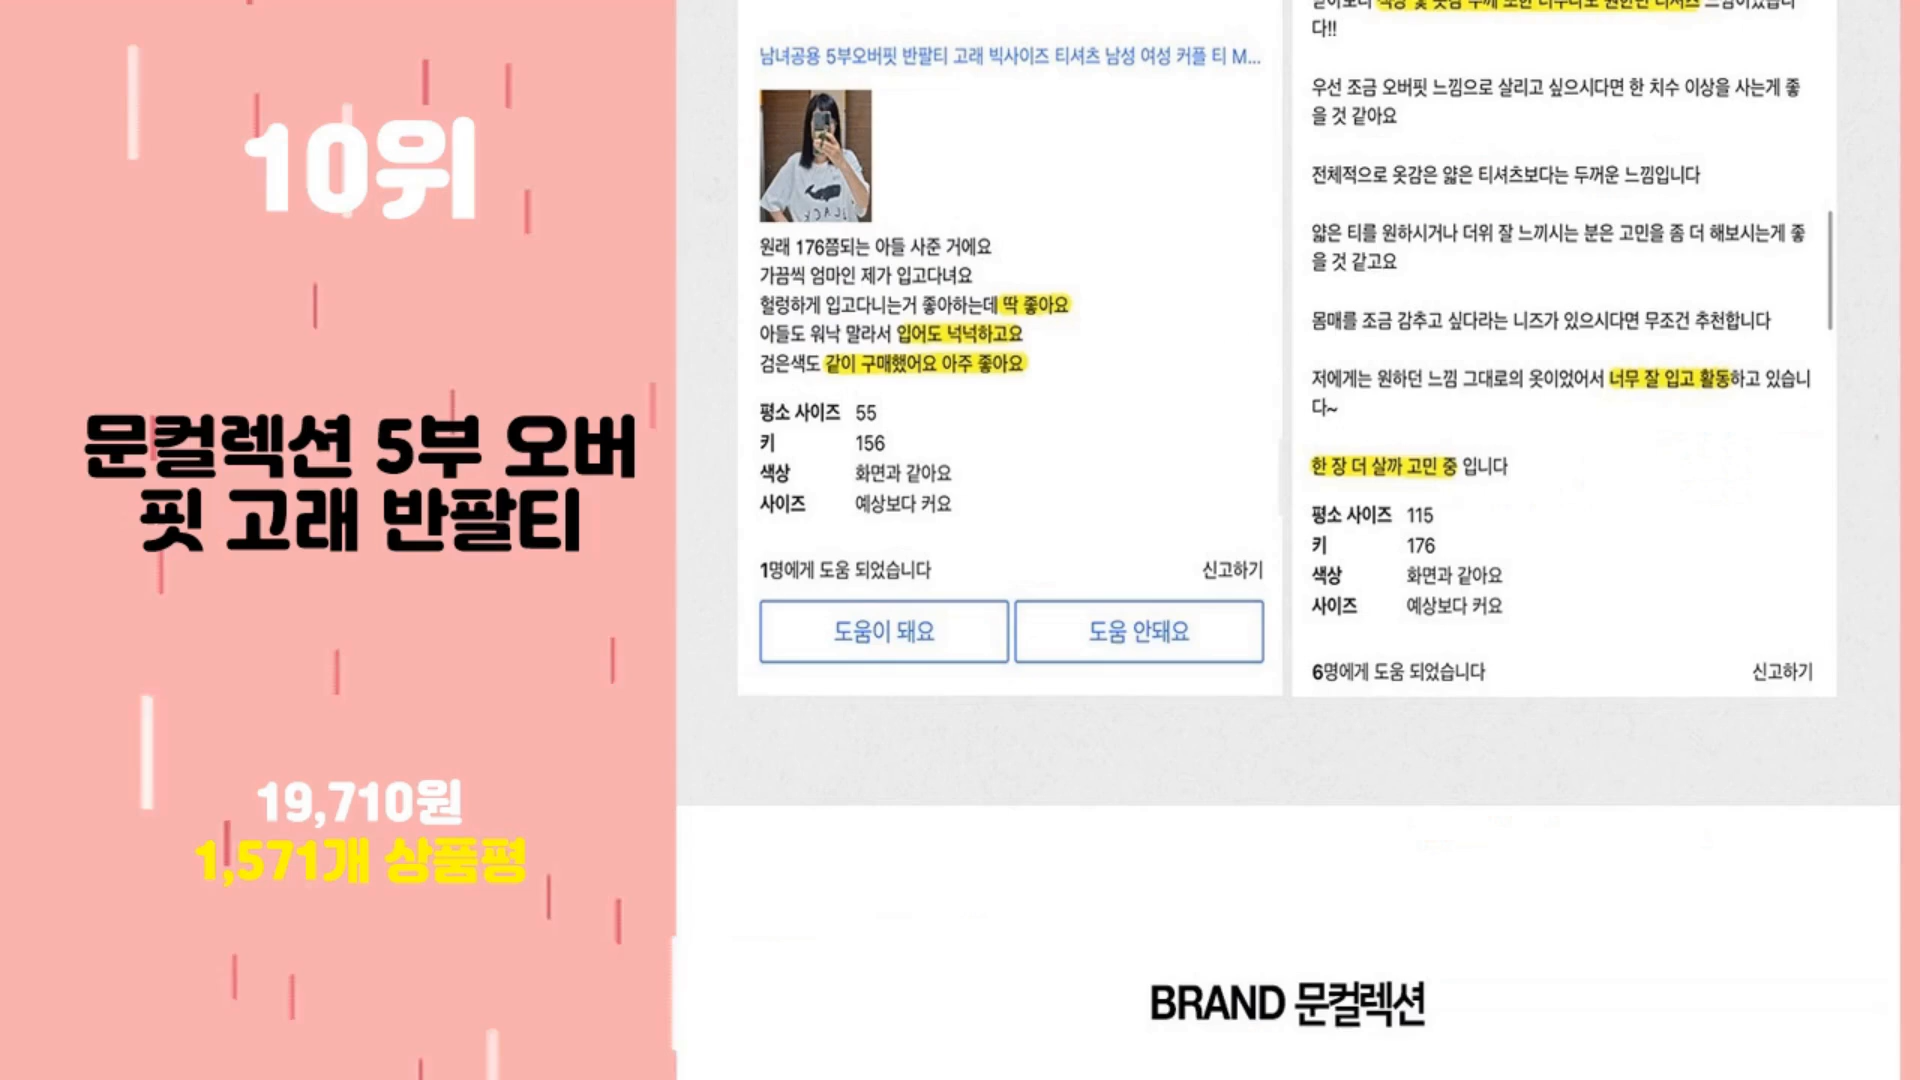 10위
문컬렉션 5부 오버
핏 고래 반팔티
19,710원
1,571개 상품평
남녀공용 5부오버핏 반팔티 고래 빅사이즈 티셔츠 남성 여성 커플 티 M...
원래 176쯤되는 아들 사준 거에요
가끔씩 엄마인 제가 입고다녀요
헐렁하게 입고다니는거 좋아하는데 딱 좋아요
아들도 워낙 말라서 입어도 넉넉하고요
검은색도 같이 구매했어요 아주 좋아요
평소 사이즈 55
키 156
색상 화면과 같아요
사이즈 예상보다 커요
1명에게 도움 되었습니다 신고하기
도움이 돼요 도움 안돼요
다!!
우선 조금 오버핏 느낌으로 살리고 싶으시다면 한 치수 이상을 사는게 좋
을 것 같아요
전체적으로 옷감은 얇은 티셔츠보다는 두꺼운 느낌입니다
얇은 티를 원하시거나 더위 잘 느끼시는 분은 고민을 좀 더 해보시는게 좋
을 것 같고요
몸매를 조금 감추고 싶다라는 니즈가 있으시다면 무조건 추천합니다
저에게는 원하던 느낌 그대로의 옷이었어서 너무 잘 입고 활동하고 있습니
다~
한 장 더 살까 고민 중 입니다
평소 사이즈 115
키 176
색상 화면과 같아요
사이즈 예상보다 커요
6명에게 도움 되었습니다 신고하기
BRAND 문컬렉션